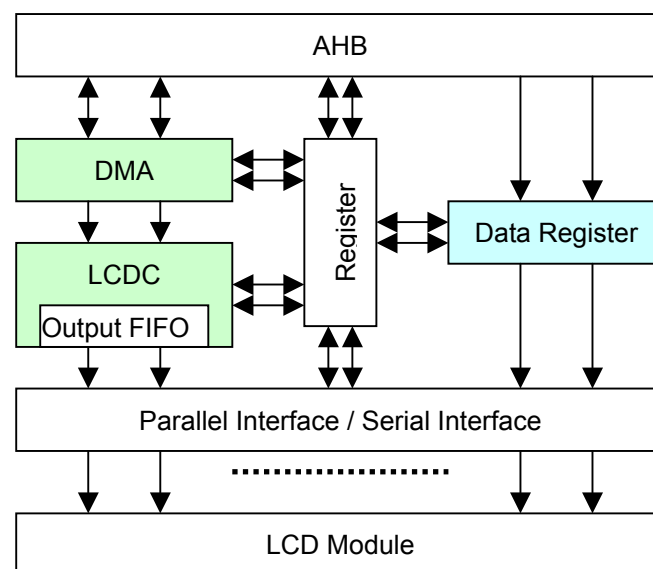 AHB
DMA
Register
Data Register
LCDC
Output FIFO
Parallel Interface / Serial Interface
LCD Module